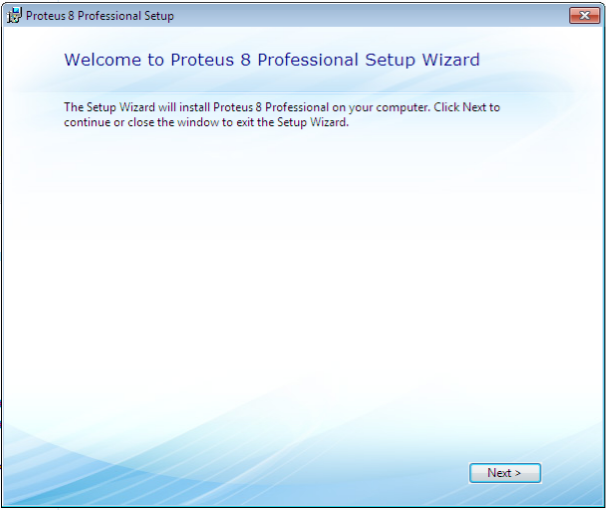 Proteus 8 Professional Setup
Welcome to Proteus 8 Professional Setup Wizard
The Setup Wizard will install Proteus 8 Professional on your computer. Click Next to
continue or close the window to exit the Setup Wizard.
Next >